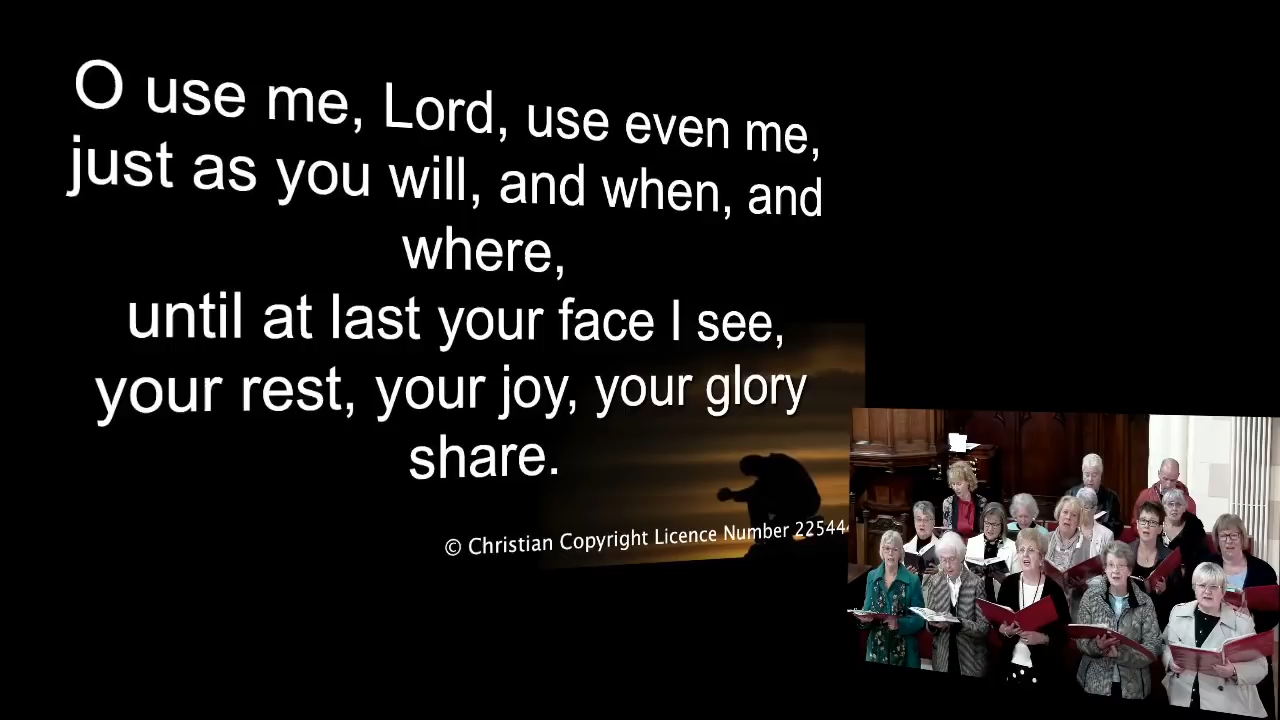 O use me, Lord, use even me,
just as you will, and when, and
where,
until at last your face I see,
your rest, your joy, your glory
share.
© Christian Copyright Licence Number 22544